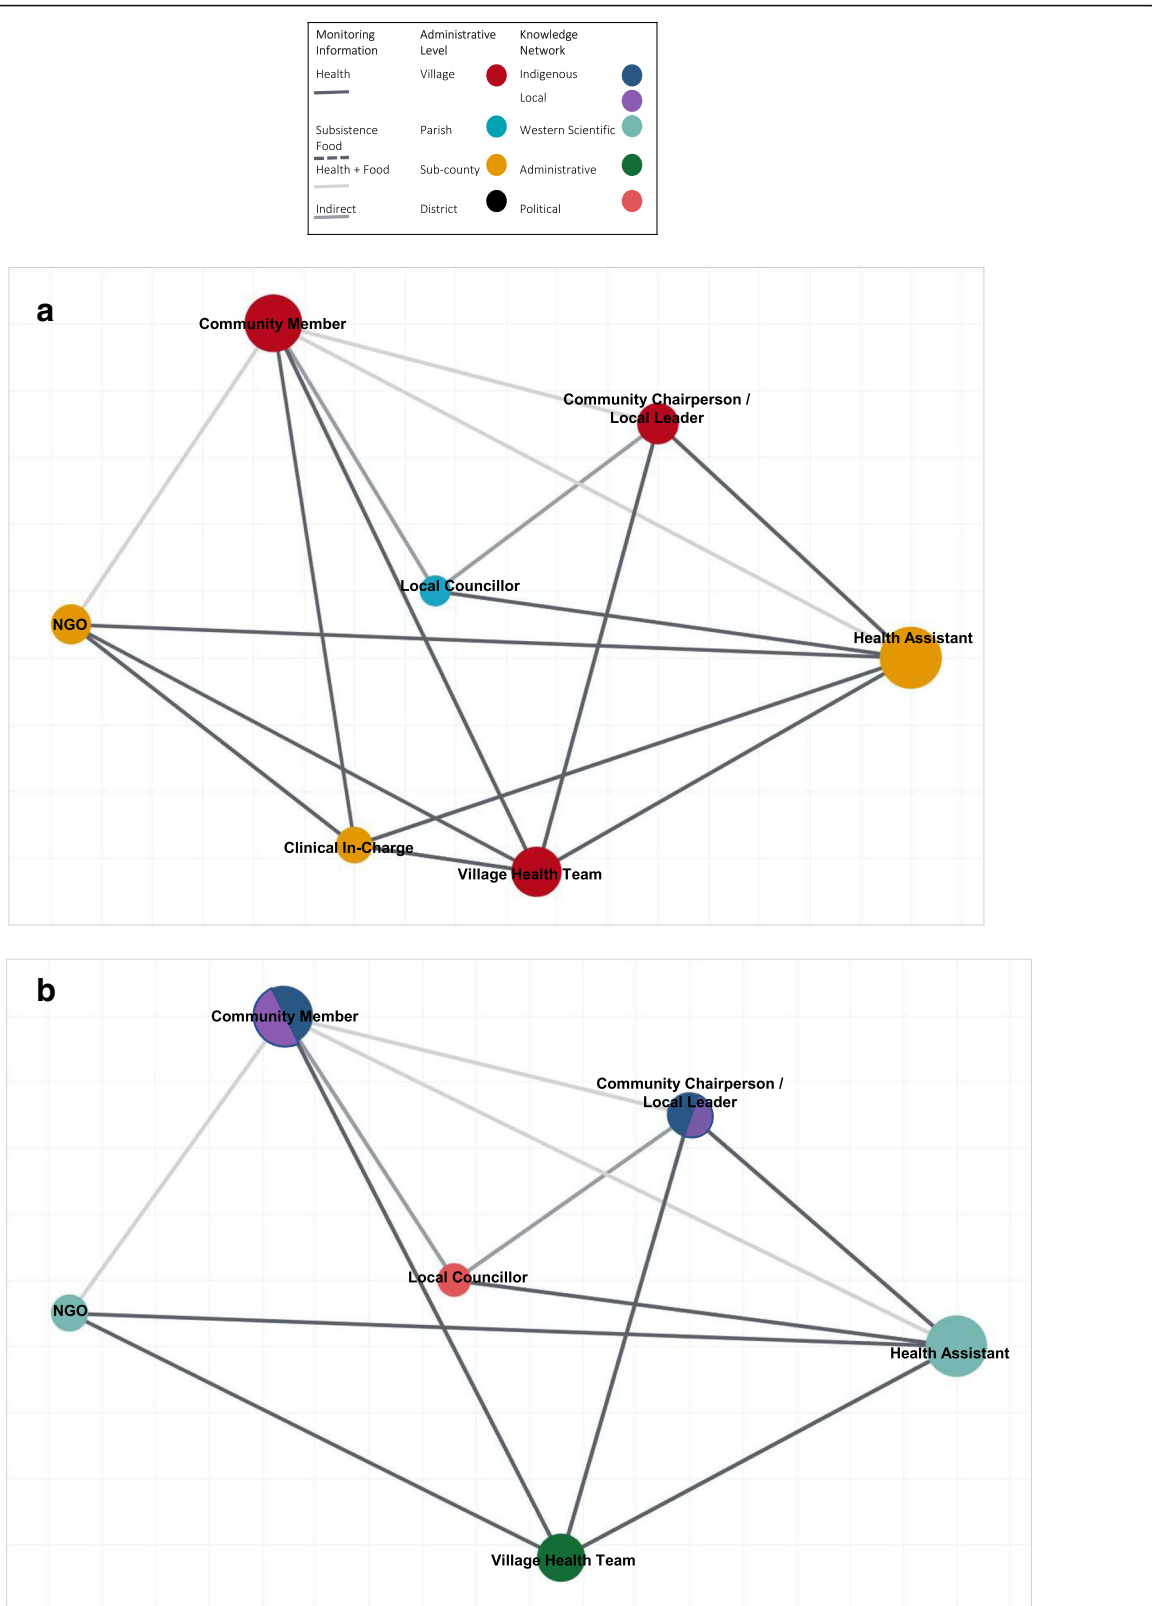 Monitoring Administrative Knowledge
Information Level Network
Health Village Indigenous
Local
Subsistence Parish Western Scientific
Food
Health + Food Sub-county Administrative
Indirect District Political
a
Community Member
Community Chairperson /
Local Leader
Local Councillor
NGO
Health Assistant
Clinical In-Charge
Village Health Team
b
Community Member
Community Chairperson /
Local Leader
Local Councillor
NGO
Health Assistant
Village Health Team